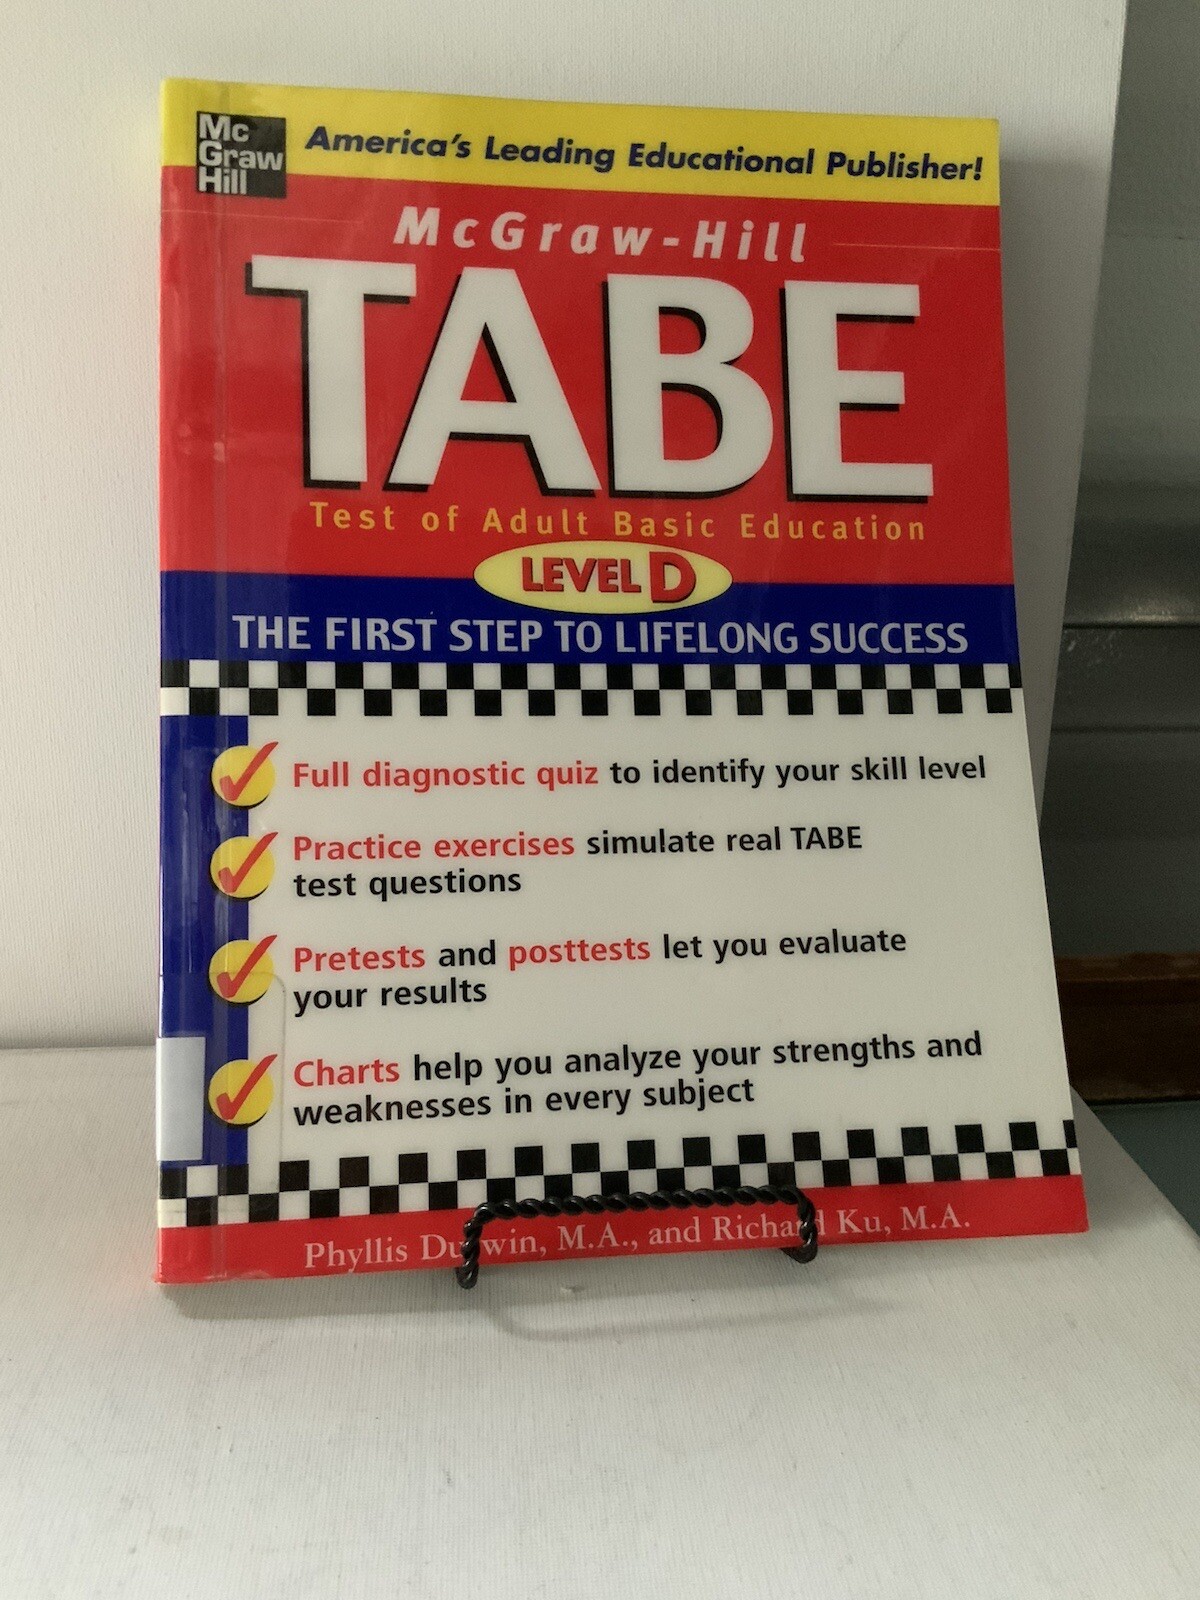 Mc
Graw
Hill
America's Leading Educational Publisher!
McGraw-Hill
TABE
Test of Adult Basic Education
LEVEL D
THE FIRST STEP TO LIFELONG SUCCESS
Full diagnostic quiz to identify your skill level
Practice exercises simulate real TABE
test questions
Pretests and posttests let you evaluate
your results
Charts help you analyze your strengths and
weaknesses in every subject
Phyllis M.A., and Richard Ku, M.A.